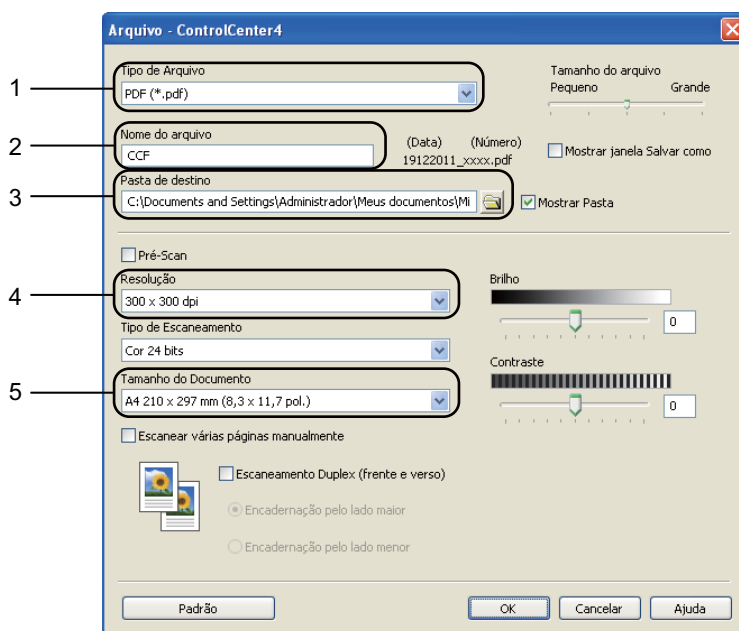 Arquivo - ControlCenter4
1
Tipo de Arquivo
PDF (*.pdf)
Tamanho do arquivo
Pequeno Grande
2
Nome do arquivo
CCF
(Data) (Número)
19122011_xxxx.pdf
Mostrar janela Salvar como
3
Pasta de destino
C:\Documents and Settings\Administrador\Meus documentos\Mi
Mostrar Pasta
Pré-Scan
4
Resolução
300 x 300 dpi
Brilho
0
Tipo de Escaneamento
Cor 24 bits
Contraste
0
5
Tamanho do Documento
A4 210 x 297 mm (8,3 x 11,7 pol.)
Escanear várias páginas manualmente
Escaneamento Duplex (frente e verso)
Encadernação pelo lado maior
Encadernação pelo lado menor
Padrão OK Cancelar Ajuda